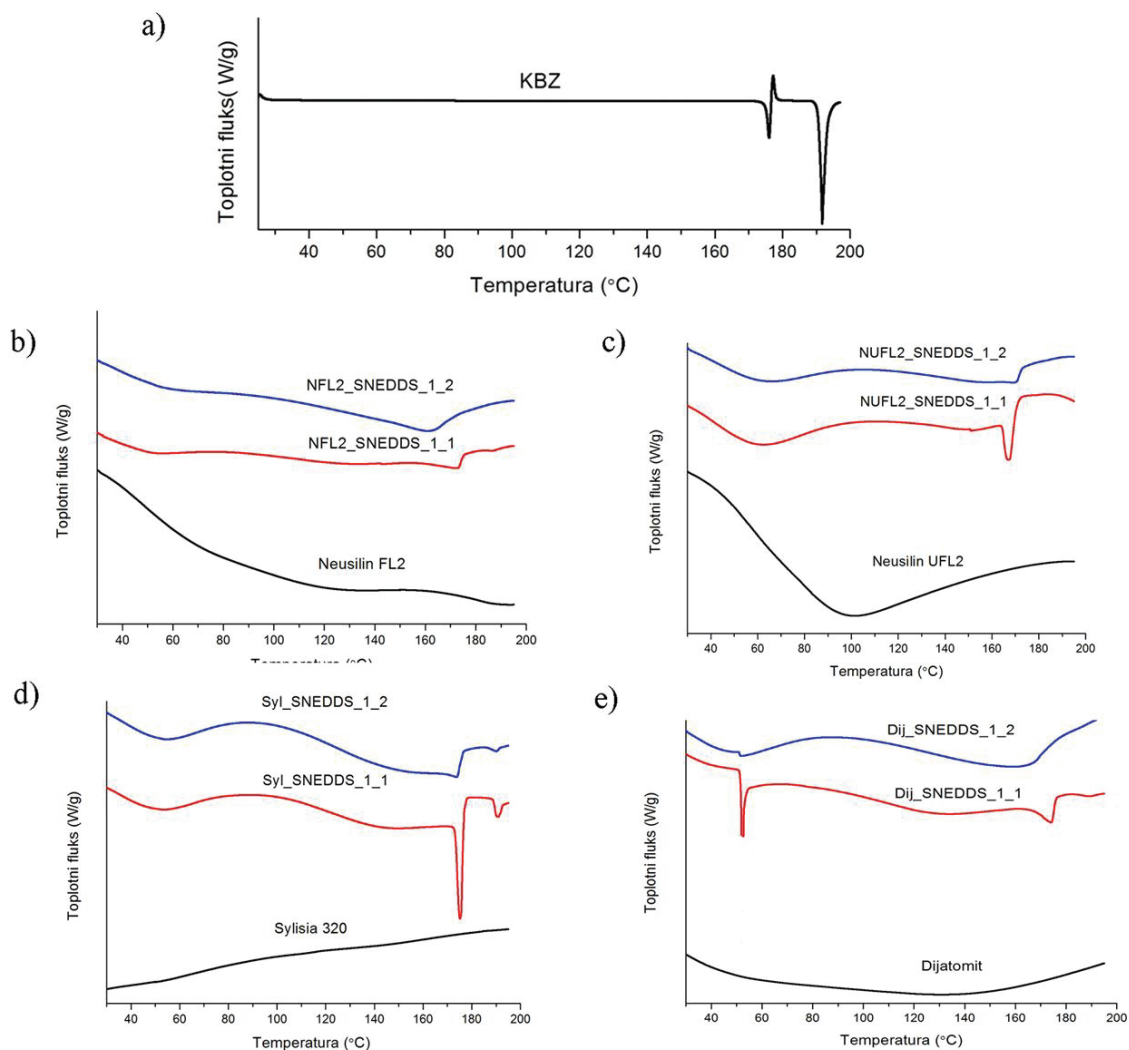 a)
Toplotni fluks( W/g)
KBZ
40 60 80 100 120 140 160 180 200
Temperatura (°C)
b)
Toplotni fluks (W/g)
NFL2_SNEDDS_1_2
NFL2_SNEDDS_1_1
Neusilin FL2
40 60 80 100 120 140 160 180 200
Temperatura (°C)
c)
Toplotni fluks (W/g)
NUFL2_SNEDDS_1_2
NUFL2_SNEDDS_1_1
Neusilin UFL2
40 60 80 100 120 140 160 180 200
Temperatura (°C)
d)
Toplotni fluks (W/g)
Syl_SNEDDS_1_2
Syl_SNEDDS_1_1
Sylisia 320
40 60 80 100 120 140 160 180 200
Temperatura (°C)
e)
Toplotni fluks (W/g)
Dij_SNEDDS_1_2
Dij_SNEDDS_1_1
Dijatomit
40 60 80 100 120 140 160 180 200
Temperatura (°C)